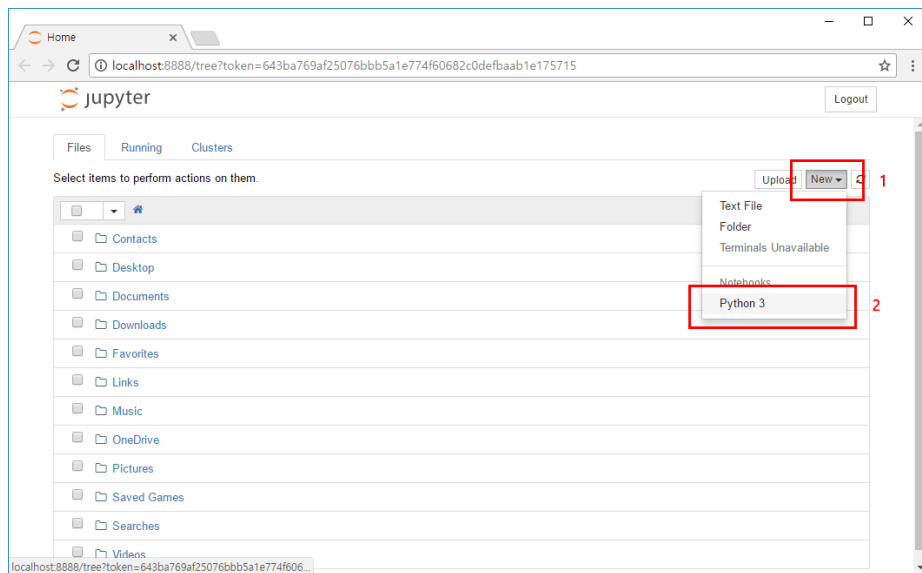 Home
localhost:8888/tree?token=643ba769af25076bbb5a1e774f60682c0defbaab1e175715
jupyter
Logout
Files Running Clusters
Select items to perform actions on them.
Upload New 1
Text File
Folder
Terminals Unavailable
Notebooks
Python 3
2
Contacts
Desktop
Documents
Downloads
Favorites
Links
Music
OneDrive
Pictures
Saved Games
Searches
Videos
localhost:8888/tree?token=643ba769af25076bbb5a1e774f606...